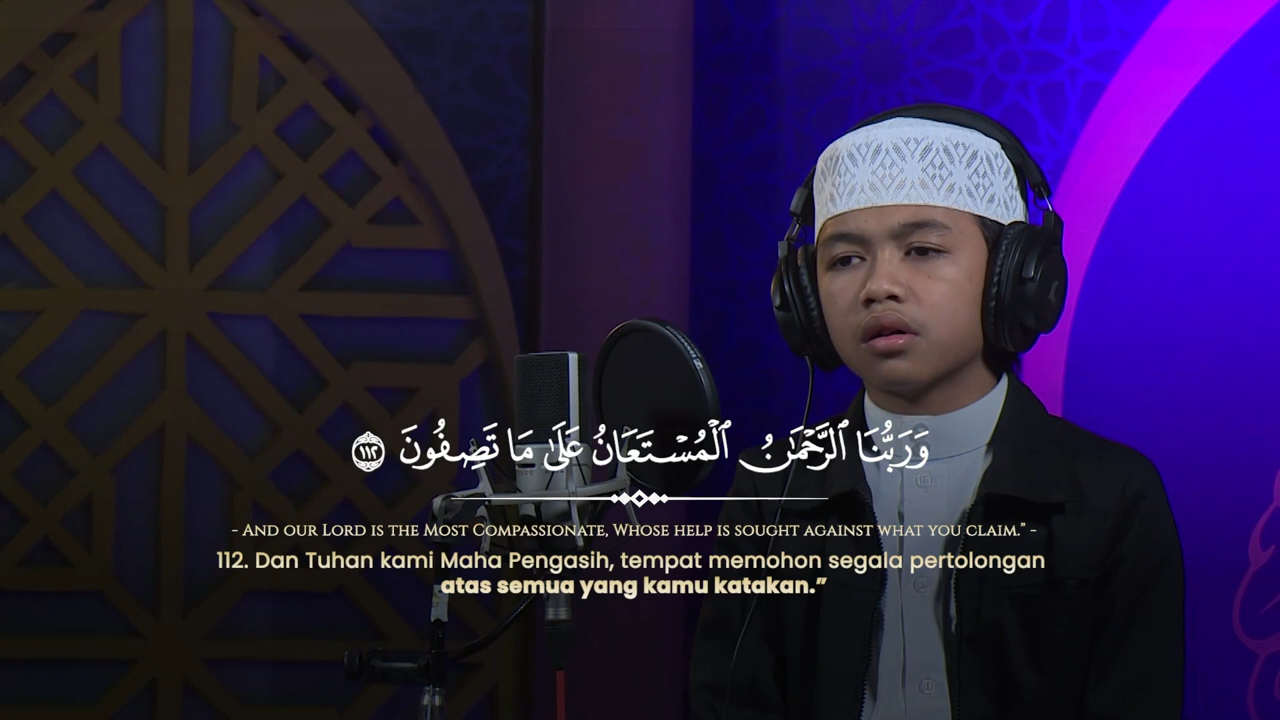 وَرَبُّنَا ٱلرَّحْمَٰنُ ٱلْمُسْتَعَانُ عَلَىٰ مَا تَصِفُونَ ١١٢
- And our Lord is the Most Compassionate, Whose help is sought against what you claim.” -
112. Dan Tuhan kami Maha Pengasih, tempat memohon segala pertolongan
atas semua yang kamu katakan.”